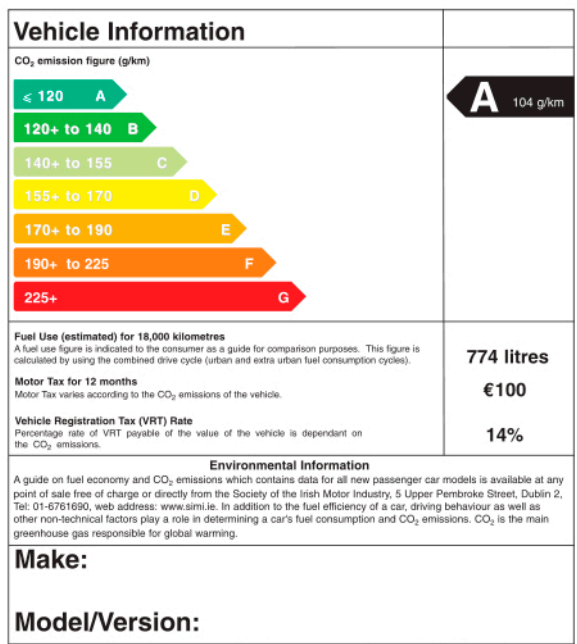 Vehicle Information
CO₂ emission figure (g/km)
⩽ 120 A
120+ to 140 B
140+ to 155 C
155+ to 170 D
170+ to 190 E
190+ to 225 F
225+ G
A 104 g/km
Fuel Use (estimated) for 18,000 kilometres
A fuel use figure is indicated to the consumer as a guide for comparison purposes. This figure is
calculated by using the combined drive cycle (urban and extra urban fuel consumption cycles).
774 litres
Motor Tax for 12 months
Motor Tax varies according to the CO₂ emissions of the vehicle.
€100
Vehicle Registration Tax (VRT) Rate
Percentage rate of VRT payable of the value of the vehicle is dependant on
the CO₂ emissions.
14%
Environmental Information
A guide on fuel economy and CO₂ emissions which contains data for all new passenger car models is available at any
point of sale free of charge or directly from the Society of the Irish Motor Industry, 5 Upper Pembroke Street, Dublin 2,
Tel: 01-6761690, web address: www.simi.ie. In addition to the fuel efficiency of a car, driving behaviour as well as
other non-technical factors play a role in determining a car's fuel consumption and CO₂ emissions. CO₂ is the main
greenhouse gas responsible for global warming.
Make:
Model/Version: